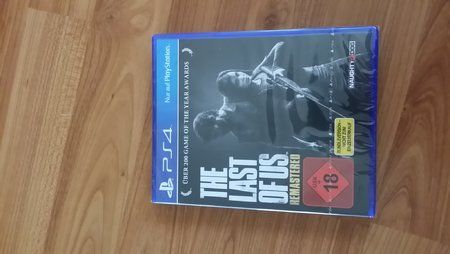 PS4
Nur auf PlayStation
ÜBER 200 GAME OF THE YEAR AWARDS
THE
LAST
OF US
REMASTERED
NAUGHTY DOG
USK
18